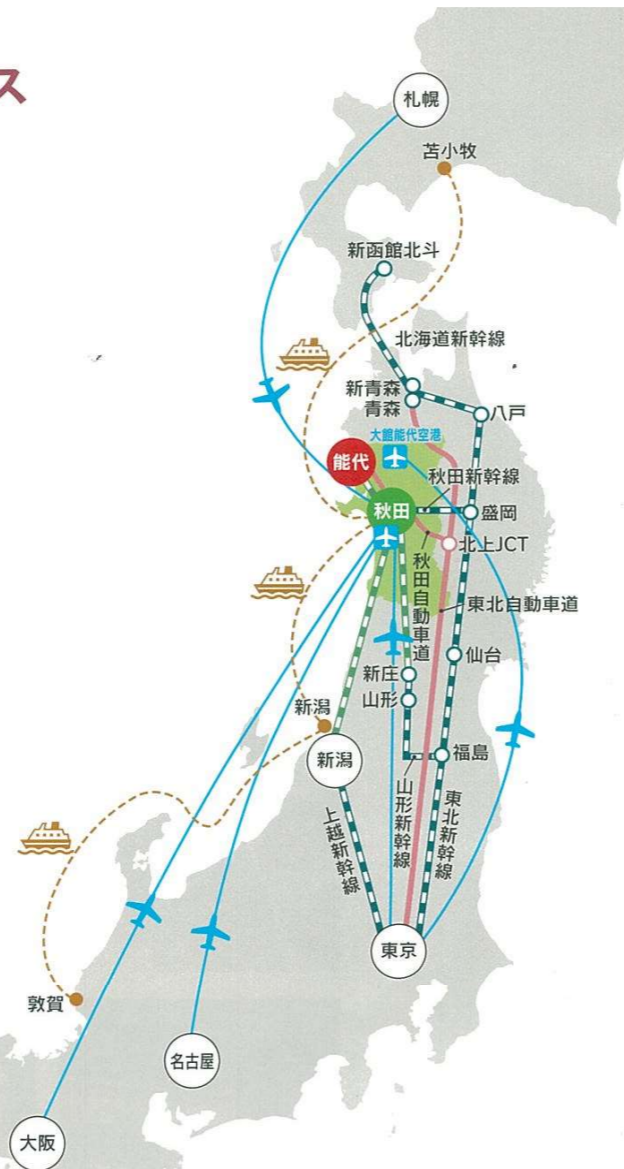 ス
札幌
苫小牧
新函館北斗
北海道新幹線
新青森
青森
八戸
大館能代空港
能代
秋田新幹線
秋田
盛岡
北上JCT
秋田自動車道
東北自動車道
仙台
新庄
山形
新潟
福島
新潟
山形新幹線
東北新幹線
上越新幹線
東京
敦賀
名古屋
大阪